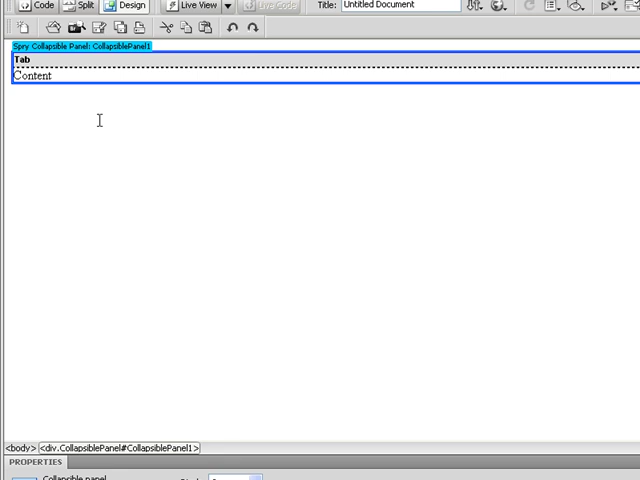 Code Split Design Live View Live Code Title: Untitled Document
Spry Collapsible Panel: CollapsiblePanel1
Tab
Content
<body> <div.CollapsiblePanel#CollapsiblePanel1>
PROPERTIES
Collapsible panel